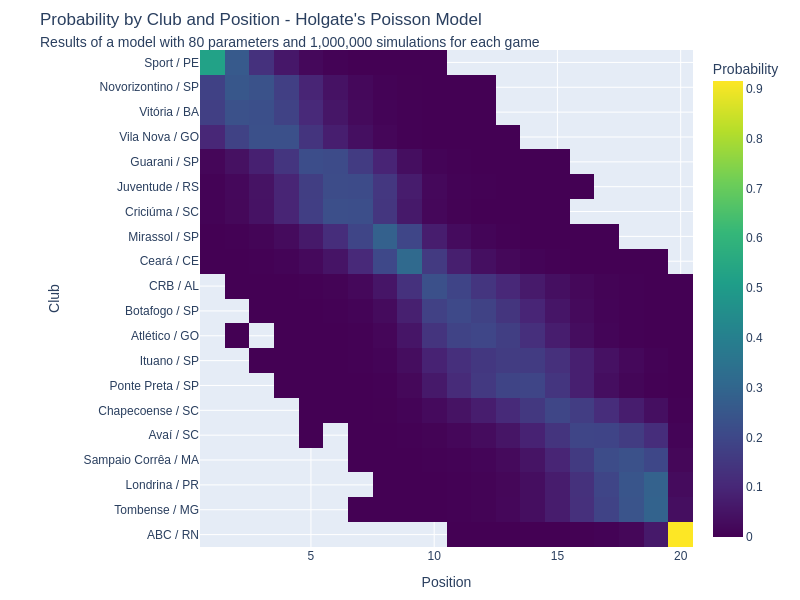 Probability by Club and Position - Holgate's Poisson Model
Results of a model with 80 parameters and 1,000,000 simulations for each game
Probability
Sport / PE
Novorizontino / SP
Vitória / BA
Vila Nova / GO
Guarani / SP
Juventude / RS
Criciúma / SC
Mirassol / SP
Ceará / CE
CRB / AL
Botafogo / SP
Atlético / GO
Ituano / SP
Ponte Preta / SP
Chapecoense / SC
Avaí / SC
Sampaio Corrêa / MA
Londrina / PR
Tombense / MG
ABC / RN
Club
5
10
15
20
Position
0.9
0.8
0.7
0.6
0.5
0.4
0.3
0.2
0.1
0